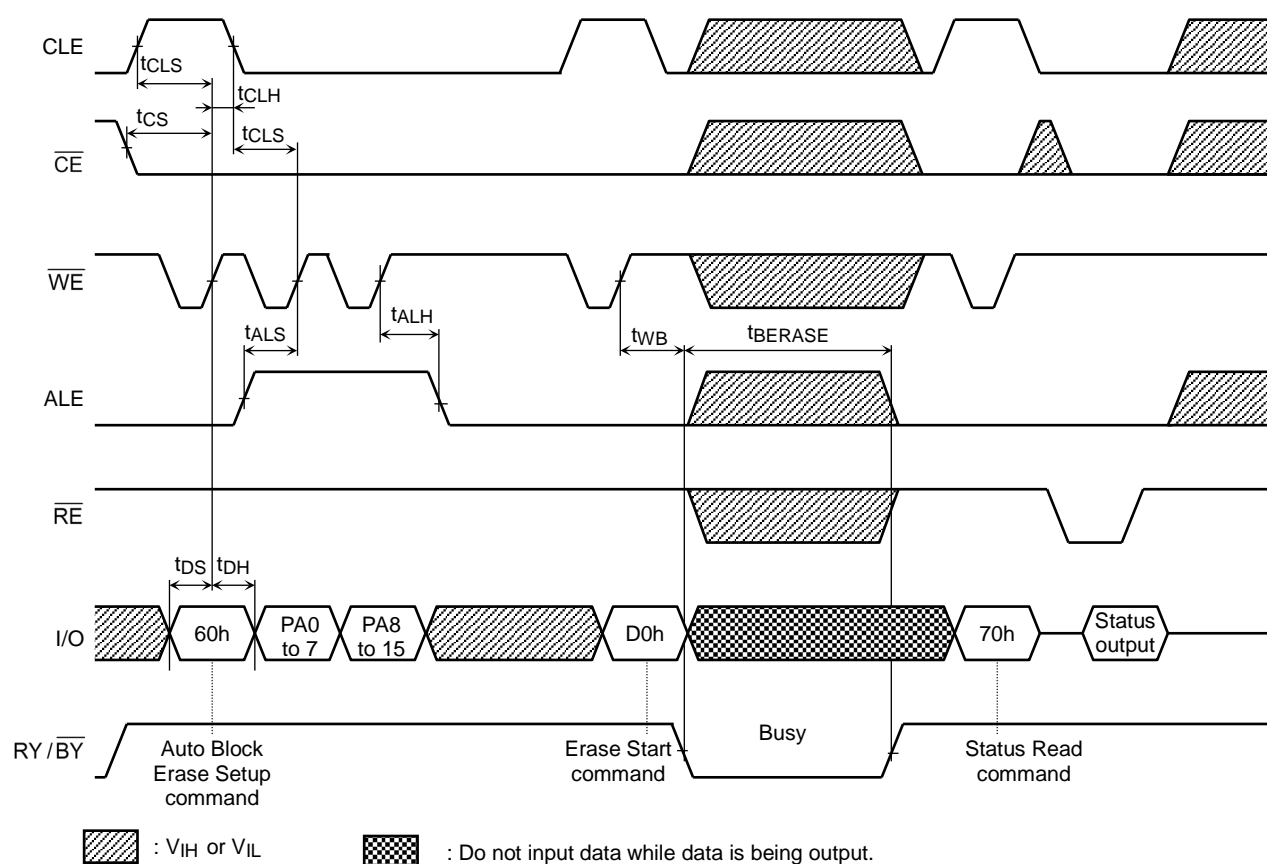 CLE
tCLS
tCLH
tCS
tCLS
CE
WE
tALS
tALH
tWB
tBERASE
ALE
RE
tDS
tDH
I/O
60h
PA0
to 7
PA8
to 15
D0h
70h
Status
output
RY / BY
Busy
Auto Block
Erase Setup
command
Erase Start
command
Status Read
command
: VIH or VIL
: Do not input data while data is being output.